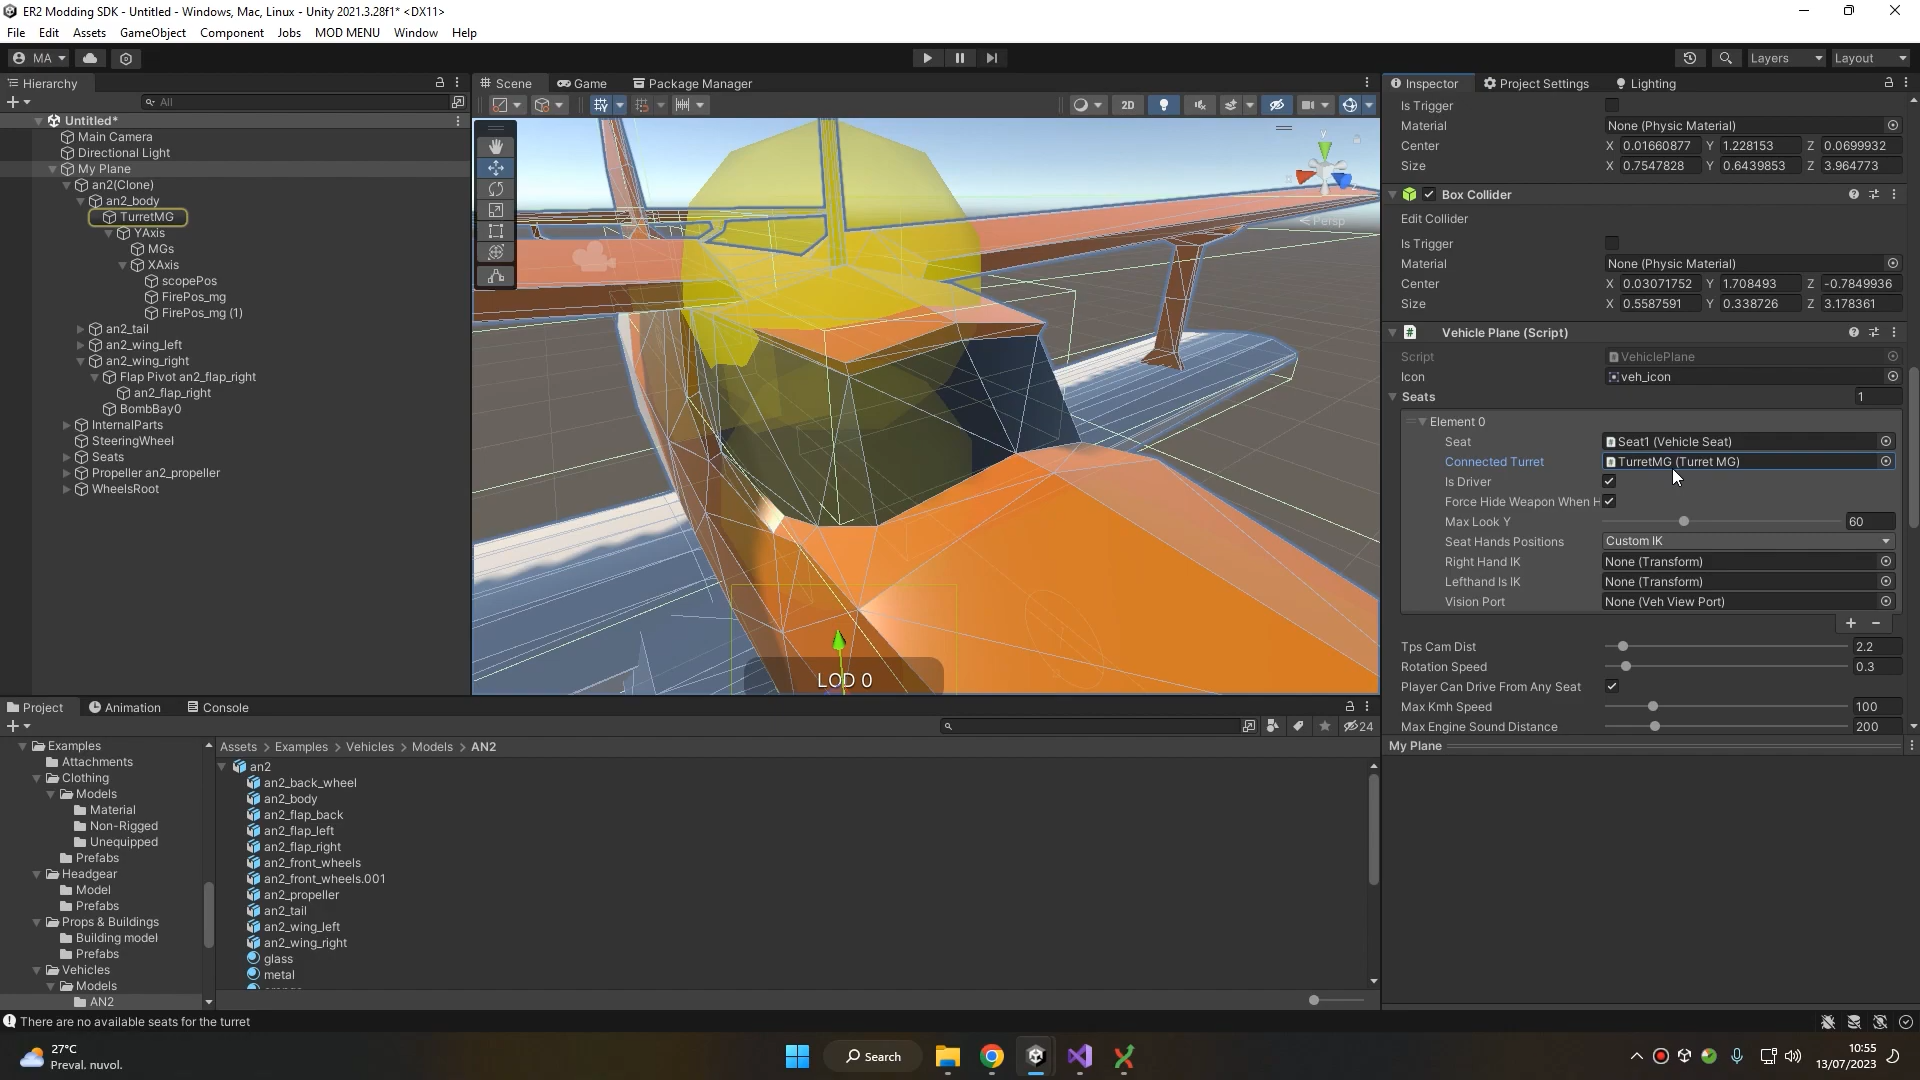 ER2 Modding SDK - Untitled - Windows, Mac, Linux - Unity 2021.3.28f1* <DX11>
File Edit Assets GameObject Component Jobs MOD MENU Window Help
MA Layers Layout
Hierarchy
All
Untitled*
Main Camera
Directional Light
My Plane
an2(Clone)
an2_body
TurretMG
YAxis
MGs
XAxis
scopePos
FirePos_mg
FirePos_mg (1)
an2_tail
an2_wing_left
an2_wing_right
Flap Pivot an2_flap_right
an2_flap_right
BombBay0
InternalParts
SteeringWheel
Seats
Propeller an2_propeller
WheelsRoot
Scene Game Package Manager
2D
y
Persp
LOD 0
Inspector Project Settings Lighting
Is Trigger
Material None (Physic Material)
Center X 0.01660877 Y 1.228153 Z 0.0699932
Size X 0.7547828 Y 0.6439853 Z 3.964773
Box Collider
Edit Collider
Is Trigger
Material None (Physic Material)
Center X 0.03071752 Y 1.708493 Z -0.7849936
Size X 0.5587591 Y 0.338726 Z 3.178361
Vehicle Plane (Script)
Script VehiclePlane
Icon veh_icon
Seats 1
Element 0
Seat Seat1 (Vehicle Seat)
Connected Turret TurretMG (Turret MG)
Is Driver
Force Hide Weapon When H
Max Look Y 60
Seat Hands Positions Custom IK
Right Hand IK None (Transform)
Lefthand Is IK None (Transform)
Vision Port None (Veh View Port)
Tps Cam Dist 2.2
Rotation Speed 0.3
Player Can Drive From Any Seat
Max Kmh Speed 100
Max Engine Sound Distance 200
My Plane
Project Animation Console
24
Examples
Attachments
Clothing
Models
Material
Non-Rigged
Unequipped
Prefabs
Headgear
Model
Prefabs
Props & Buildings
Building model
Prefabs
Vehicles
Models
AN2
Assets > Examples > Vehicles > Models > AN2
an2
an2_back_wheel
an2_body
an2_flap_back
an2_flap_left
an2_flap_right
an2_front_wheels
an2_front_wheels.001
an2_propeller
an2_tail
an2_wing_left
an2_wing_right
glass
metal
There are no available seats for the turret
27°C
Preval. nuvol.
Search
10:55
13/07/2023